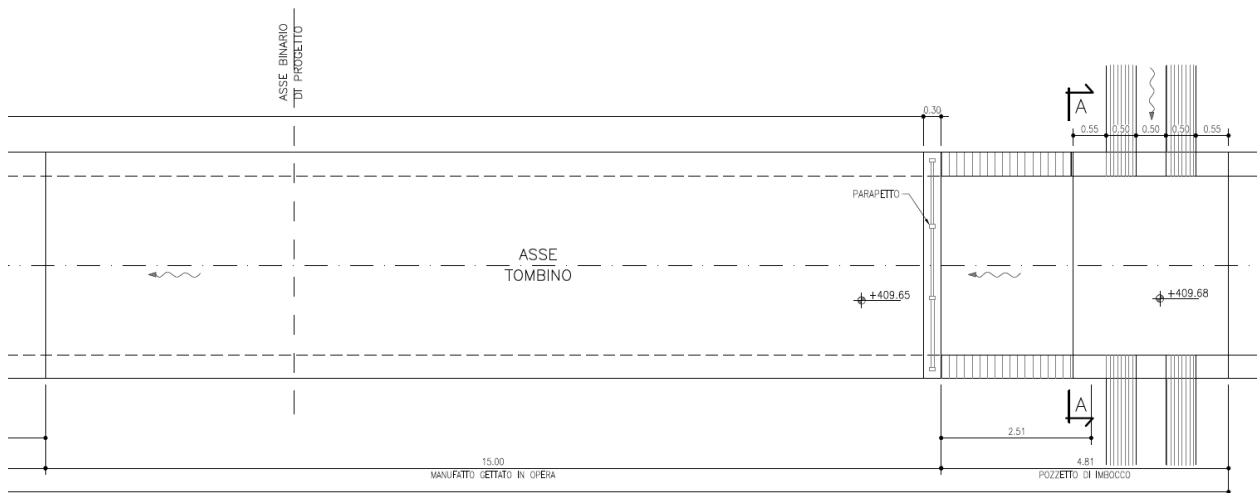 ASSE BINARIO
DI PROGETTO
A
0.30
0.55
0.50
0.50
0.50
0.55
PARAPETTO
ASSE
TOMBINO
+409.65
+409.68
A
2.51
15.00
4.81
MANUFATTO GETTATO IN OPERA
POZZETTO DI IMBOCCO